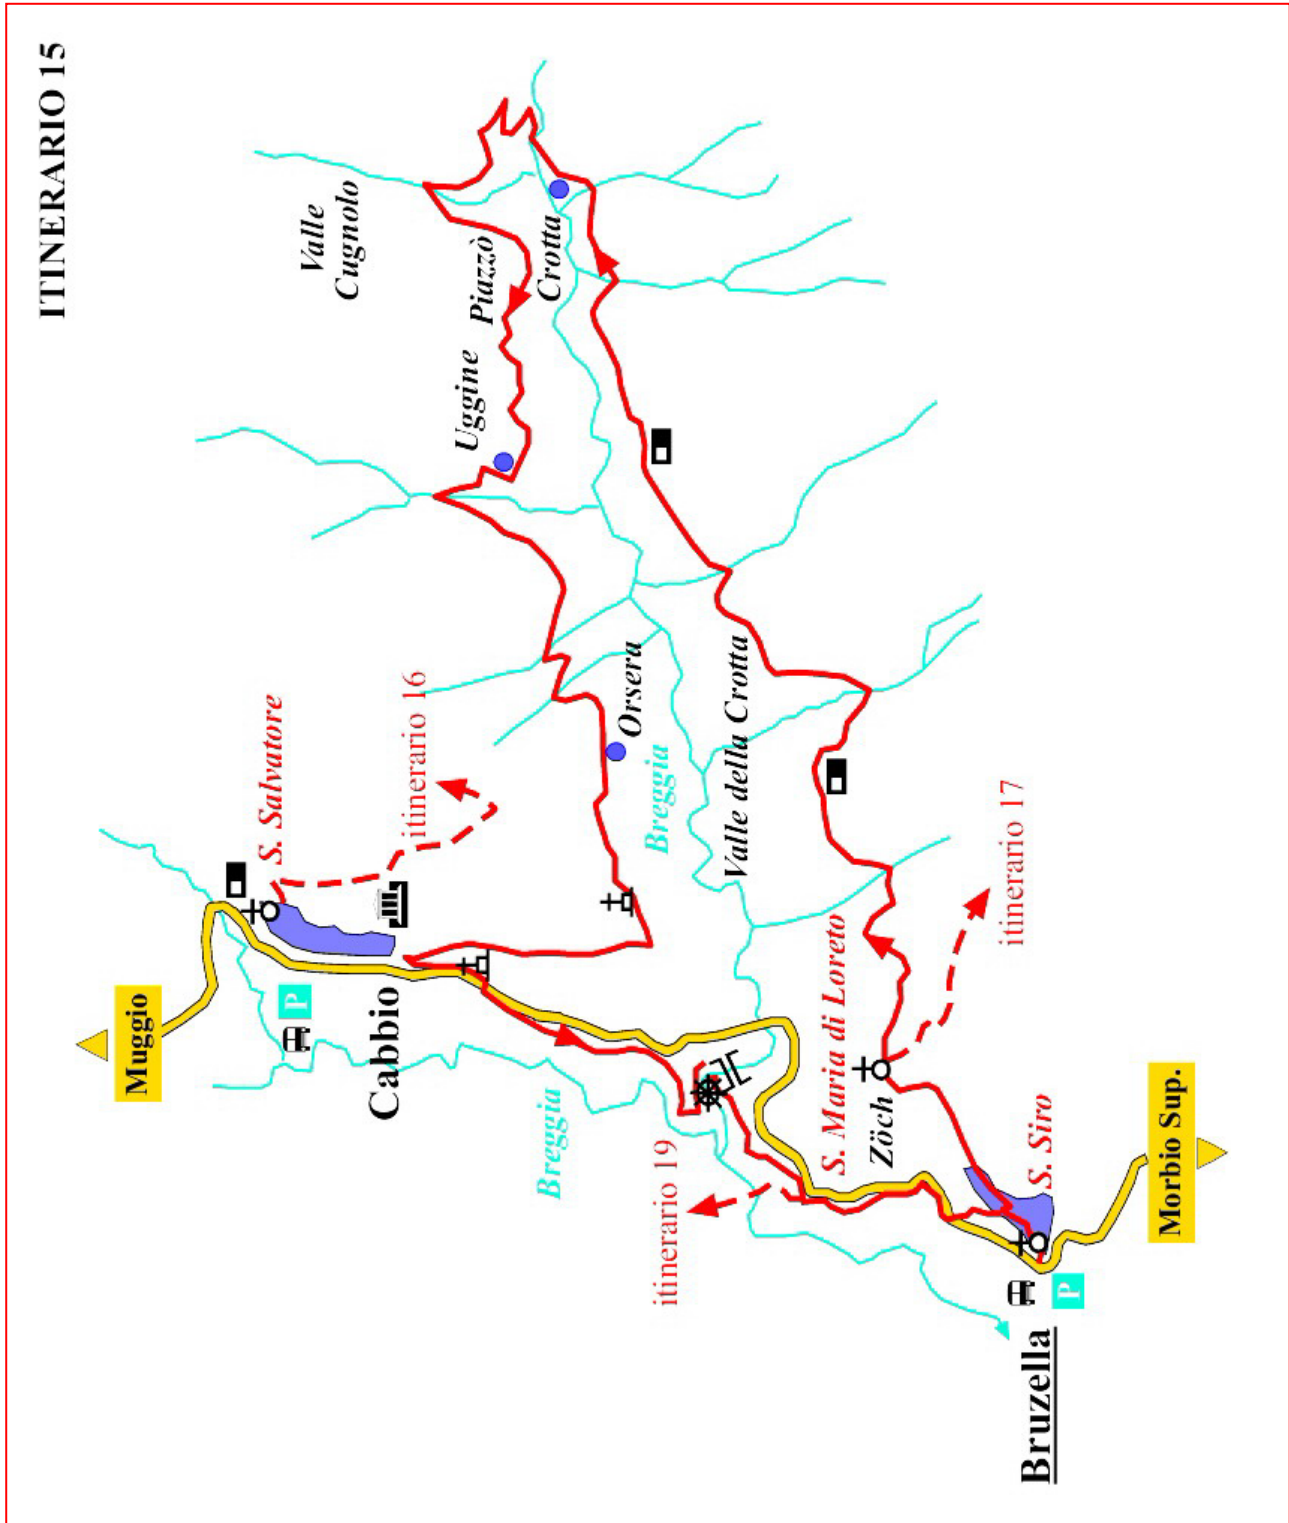 ITINERARIO 15
Muggio
P
Cabbio
S. Salvatore
itinerario 16
Valle
Cugnolo
Uggine
Piazzò
Crotta
Orsera
Breggia
Valle della Crotta
Breggia
itinerario 19
S. Maria di Loreto
Zöch
itinerario 17
S. Siro
P
Bruzella
Morbio Sup.